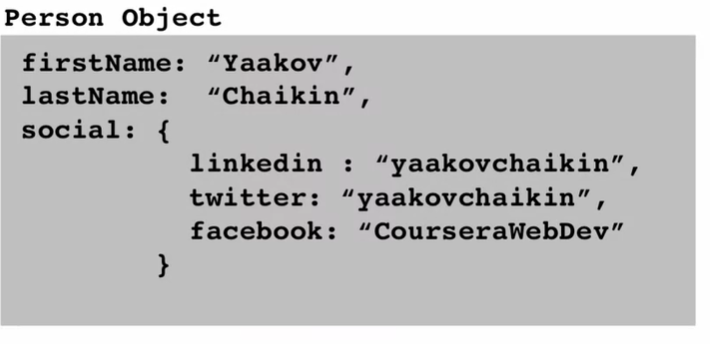 Person Object
firstName: “Yaakov”,
lastName: “Chaikin”,
social: {
linkedin : “yaakovchaikin”,
twitter: “yaakovchaikin”,
facebook: “CourseraWebDev”
}